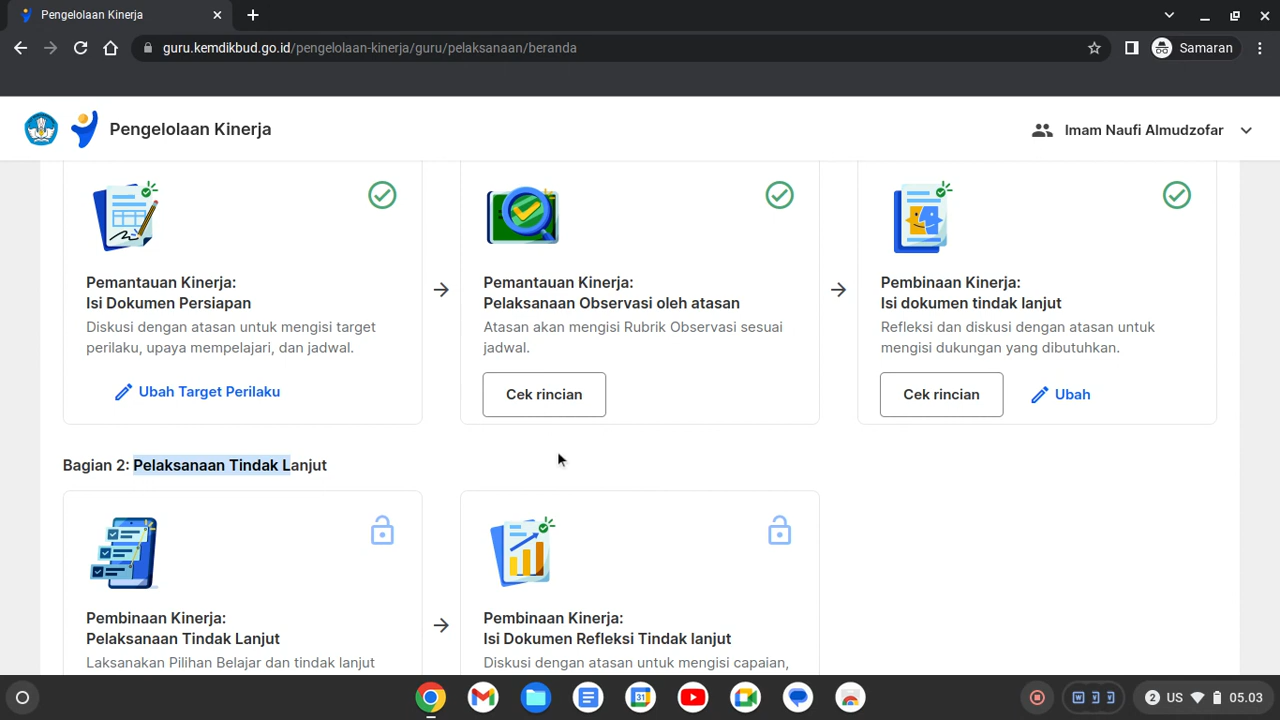 Pengelolaan Kinerja
guru.kemdikbud.go.id/pengelolaan-kinerja/guru/pelaksanaan/beranda
Samaran
Pengelolaan Kinerja
Imam Naufi Almudzofar
Pemantauan Kinerja:
Isi Dokumen Persiapan
Diskusi dengan atasan untuk mengisi target
perilaku, upaya mempelajari, dan jadwal.
Ubah Target Perilaku
Pemantauan Kinerja:
Pelaksanaan Observasi oleh atasan
Atasan akan mengisi Rubrik Observasi sesuai
jadwal.
Cek rincian
Pembinaan Kinerja:
Isi dokumen tindak lanjut
Refleksi dan diskusi dengan atasan untuk
mengisi dukungan yang dibutuhkan.
Cek rincian
Ubah
Bagian 2: Pelaksanaan Tindak Lanjut
Pembinaan Kinerja:
Pelaksanaan Tindak Lanjut
Laksanakan Pilihan Belajar dan tindak lanjut
Pembinaan Kinerja:
Isi Dokumen Refleksi Tindak lanjut
Diskusi dengan atasan untuk mengisi capaian,
31
2 US 05.03